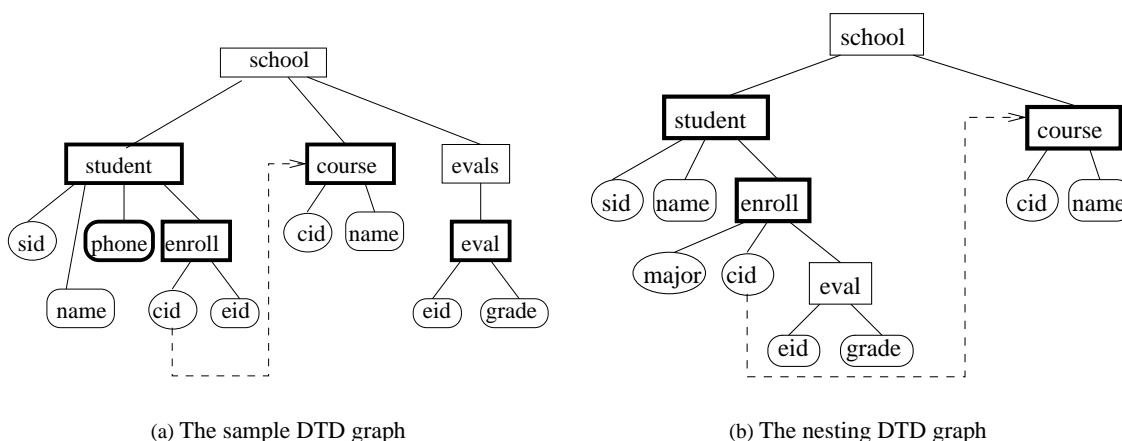 school
student
course
evals
sid
phone
enroll
cid
name
eval
name
cid
eid
eid
grade
(a) The sample DTD graph
school
student
course
sid
name
enroll
cid
name
major
cid
eval
eid
grade
(b) The nesting DTD graph